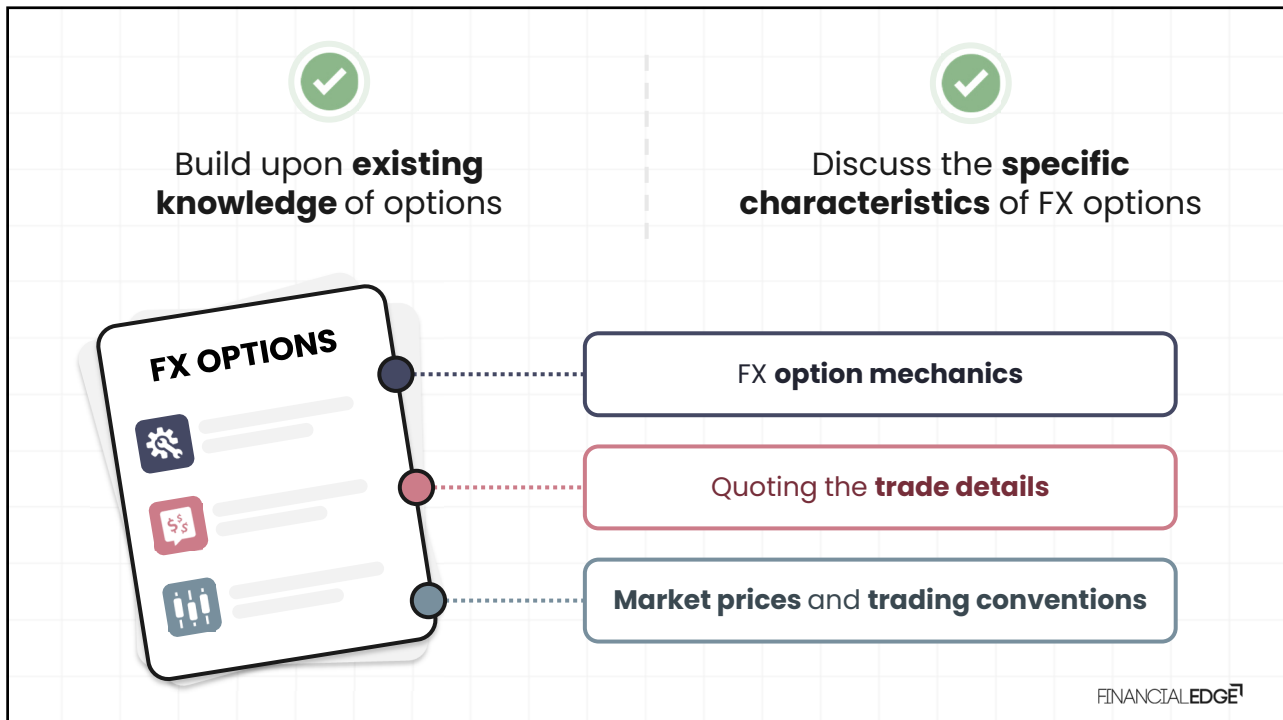 Build upon existing
knowledge of options
Discuss the specific
characteristics of FX options
FX OPTIONS
FX option mechanics
Quoting the trade details
Market prices and trading conventions
FINANCIALEDGE